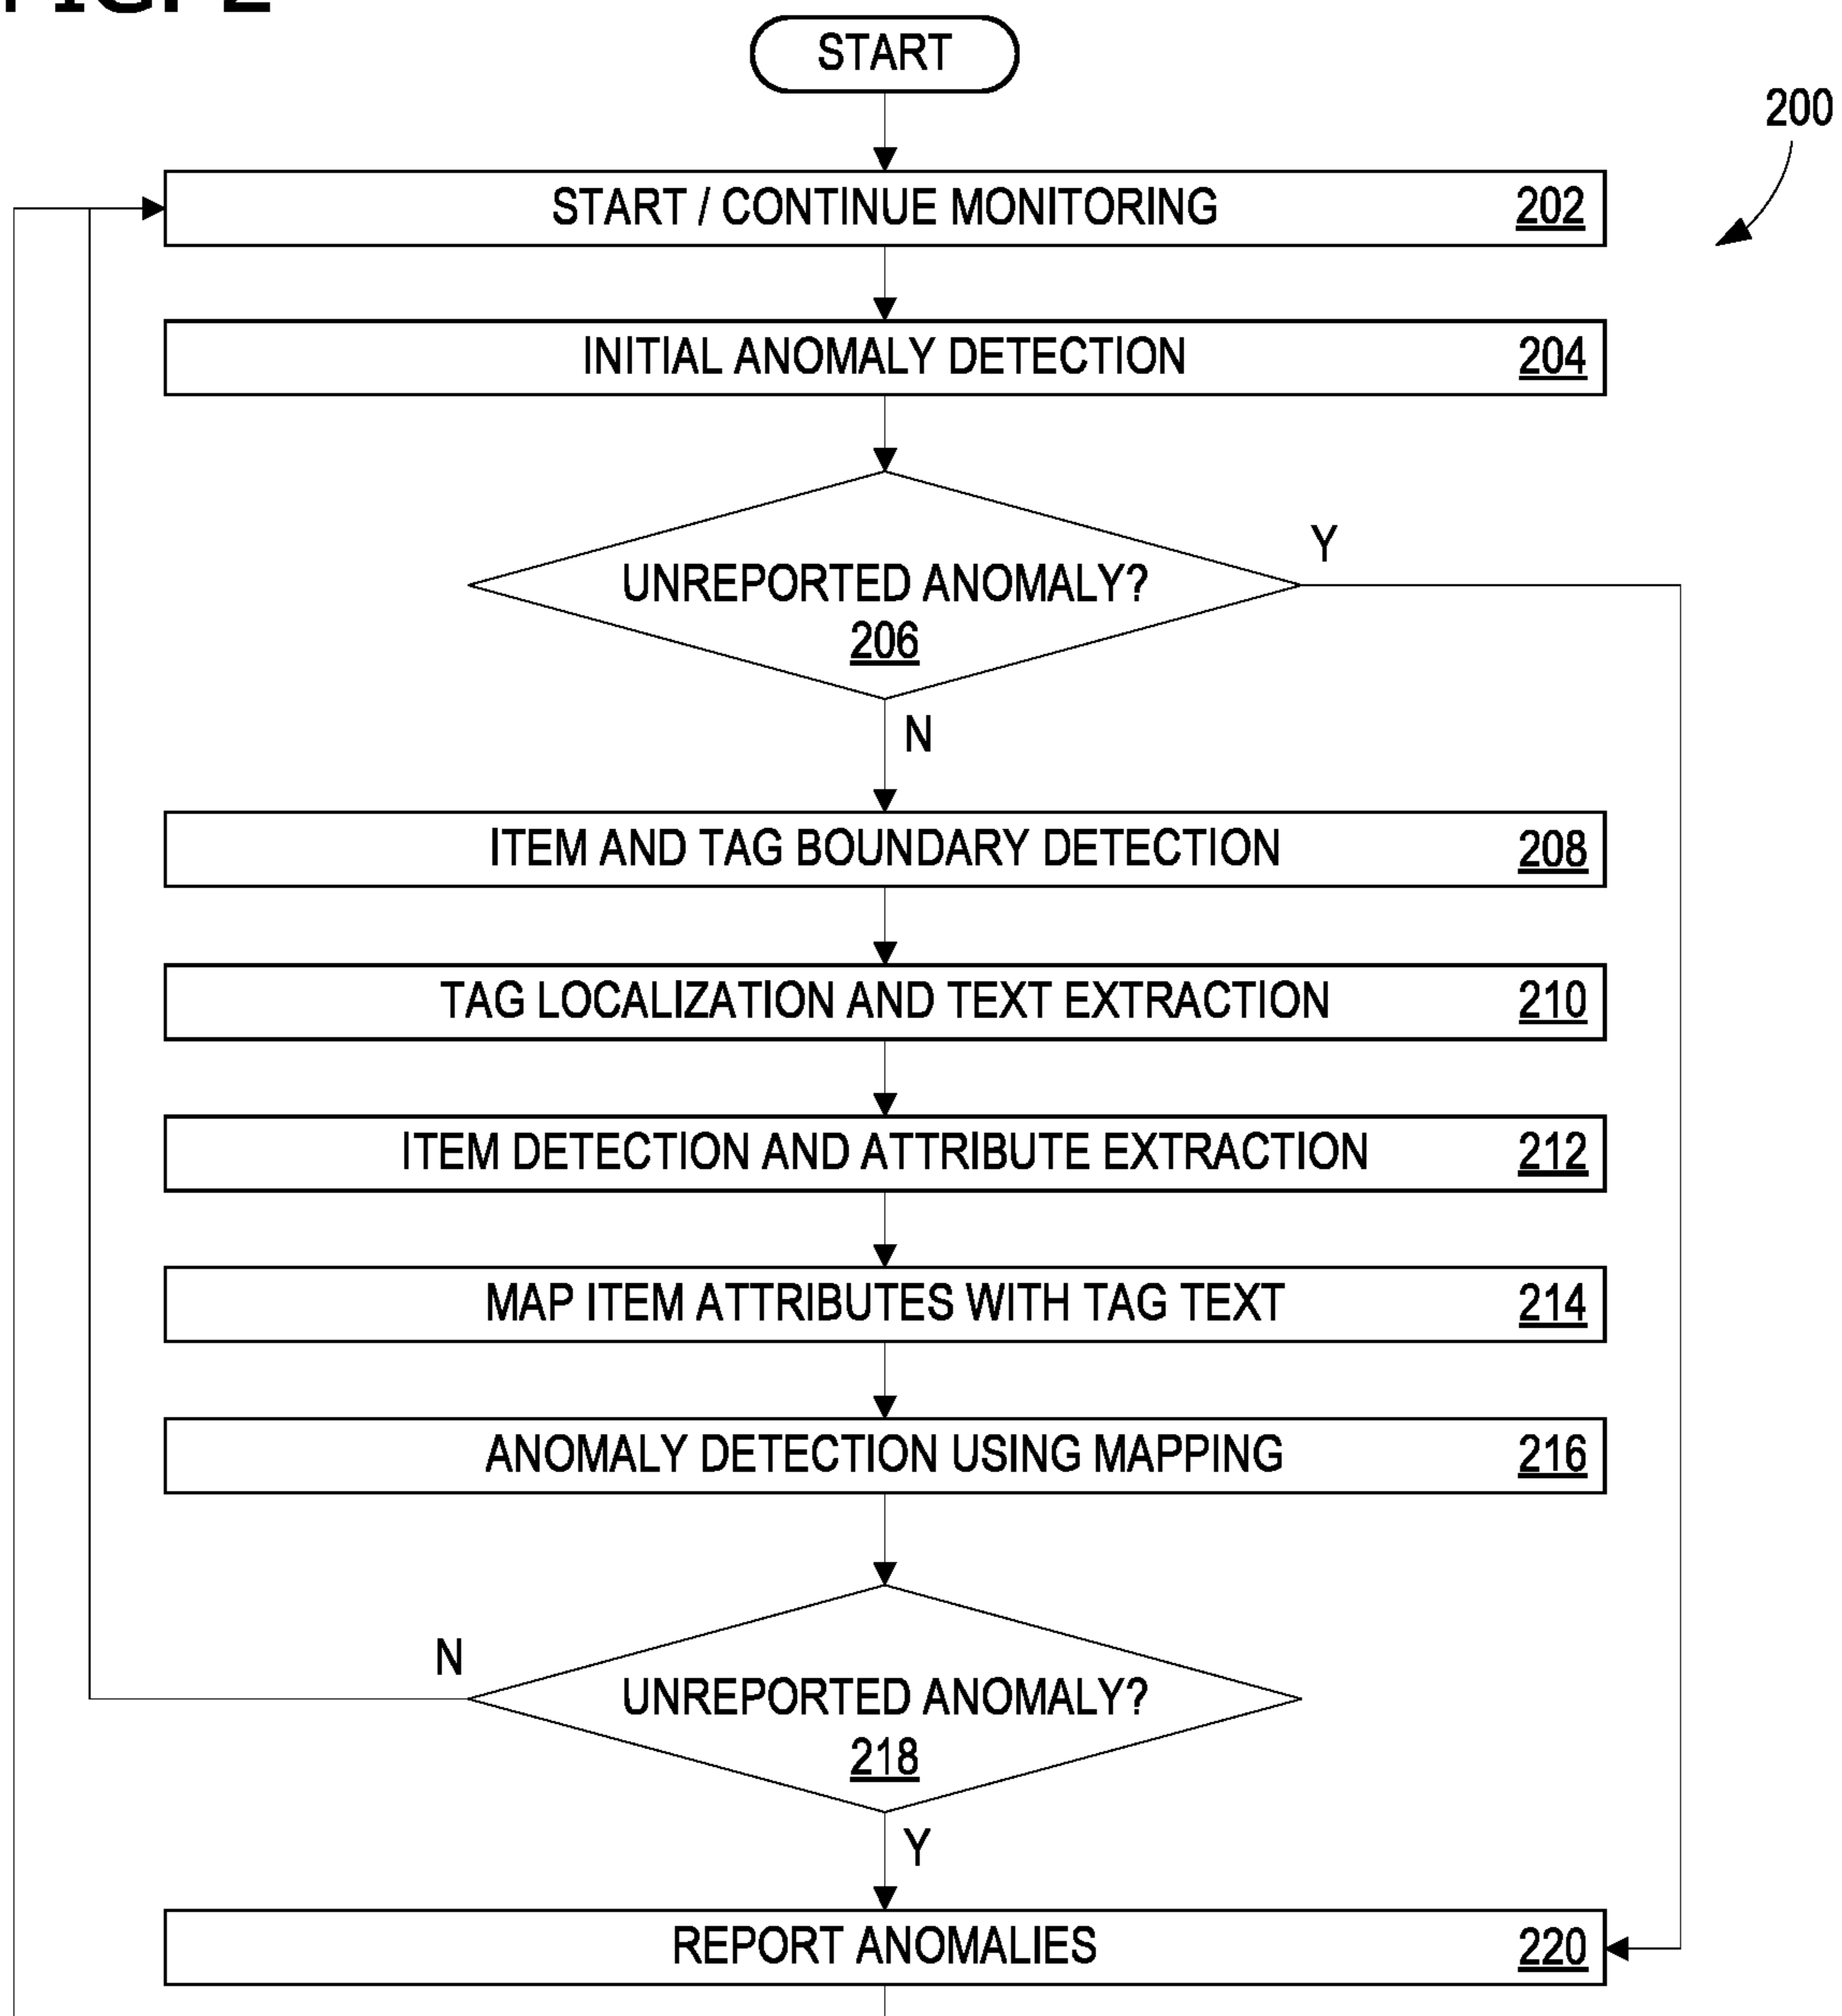 FIG. 2
START
200
START / CONTINUE MONITORING 202
INITIAL ANOMALY DETECTION 204
Y
UNREPORTED ANOMALY?
206
N
ITEM AND TAG BOUNDARY DETECTION 208
TAG LOCALIZATION AND TEXT EXTRACTION 210
ITEM DETECTION AND ATTRIBUTE EXTRACTION 212
MAP ITEM ATTRIBUTES WITH TAG TEXT 214
ANOMALY DETECTION USING MAPPING 216
N
UNREPORTED ANOMALY?
218
Y
REPORT ANOMALIES 220